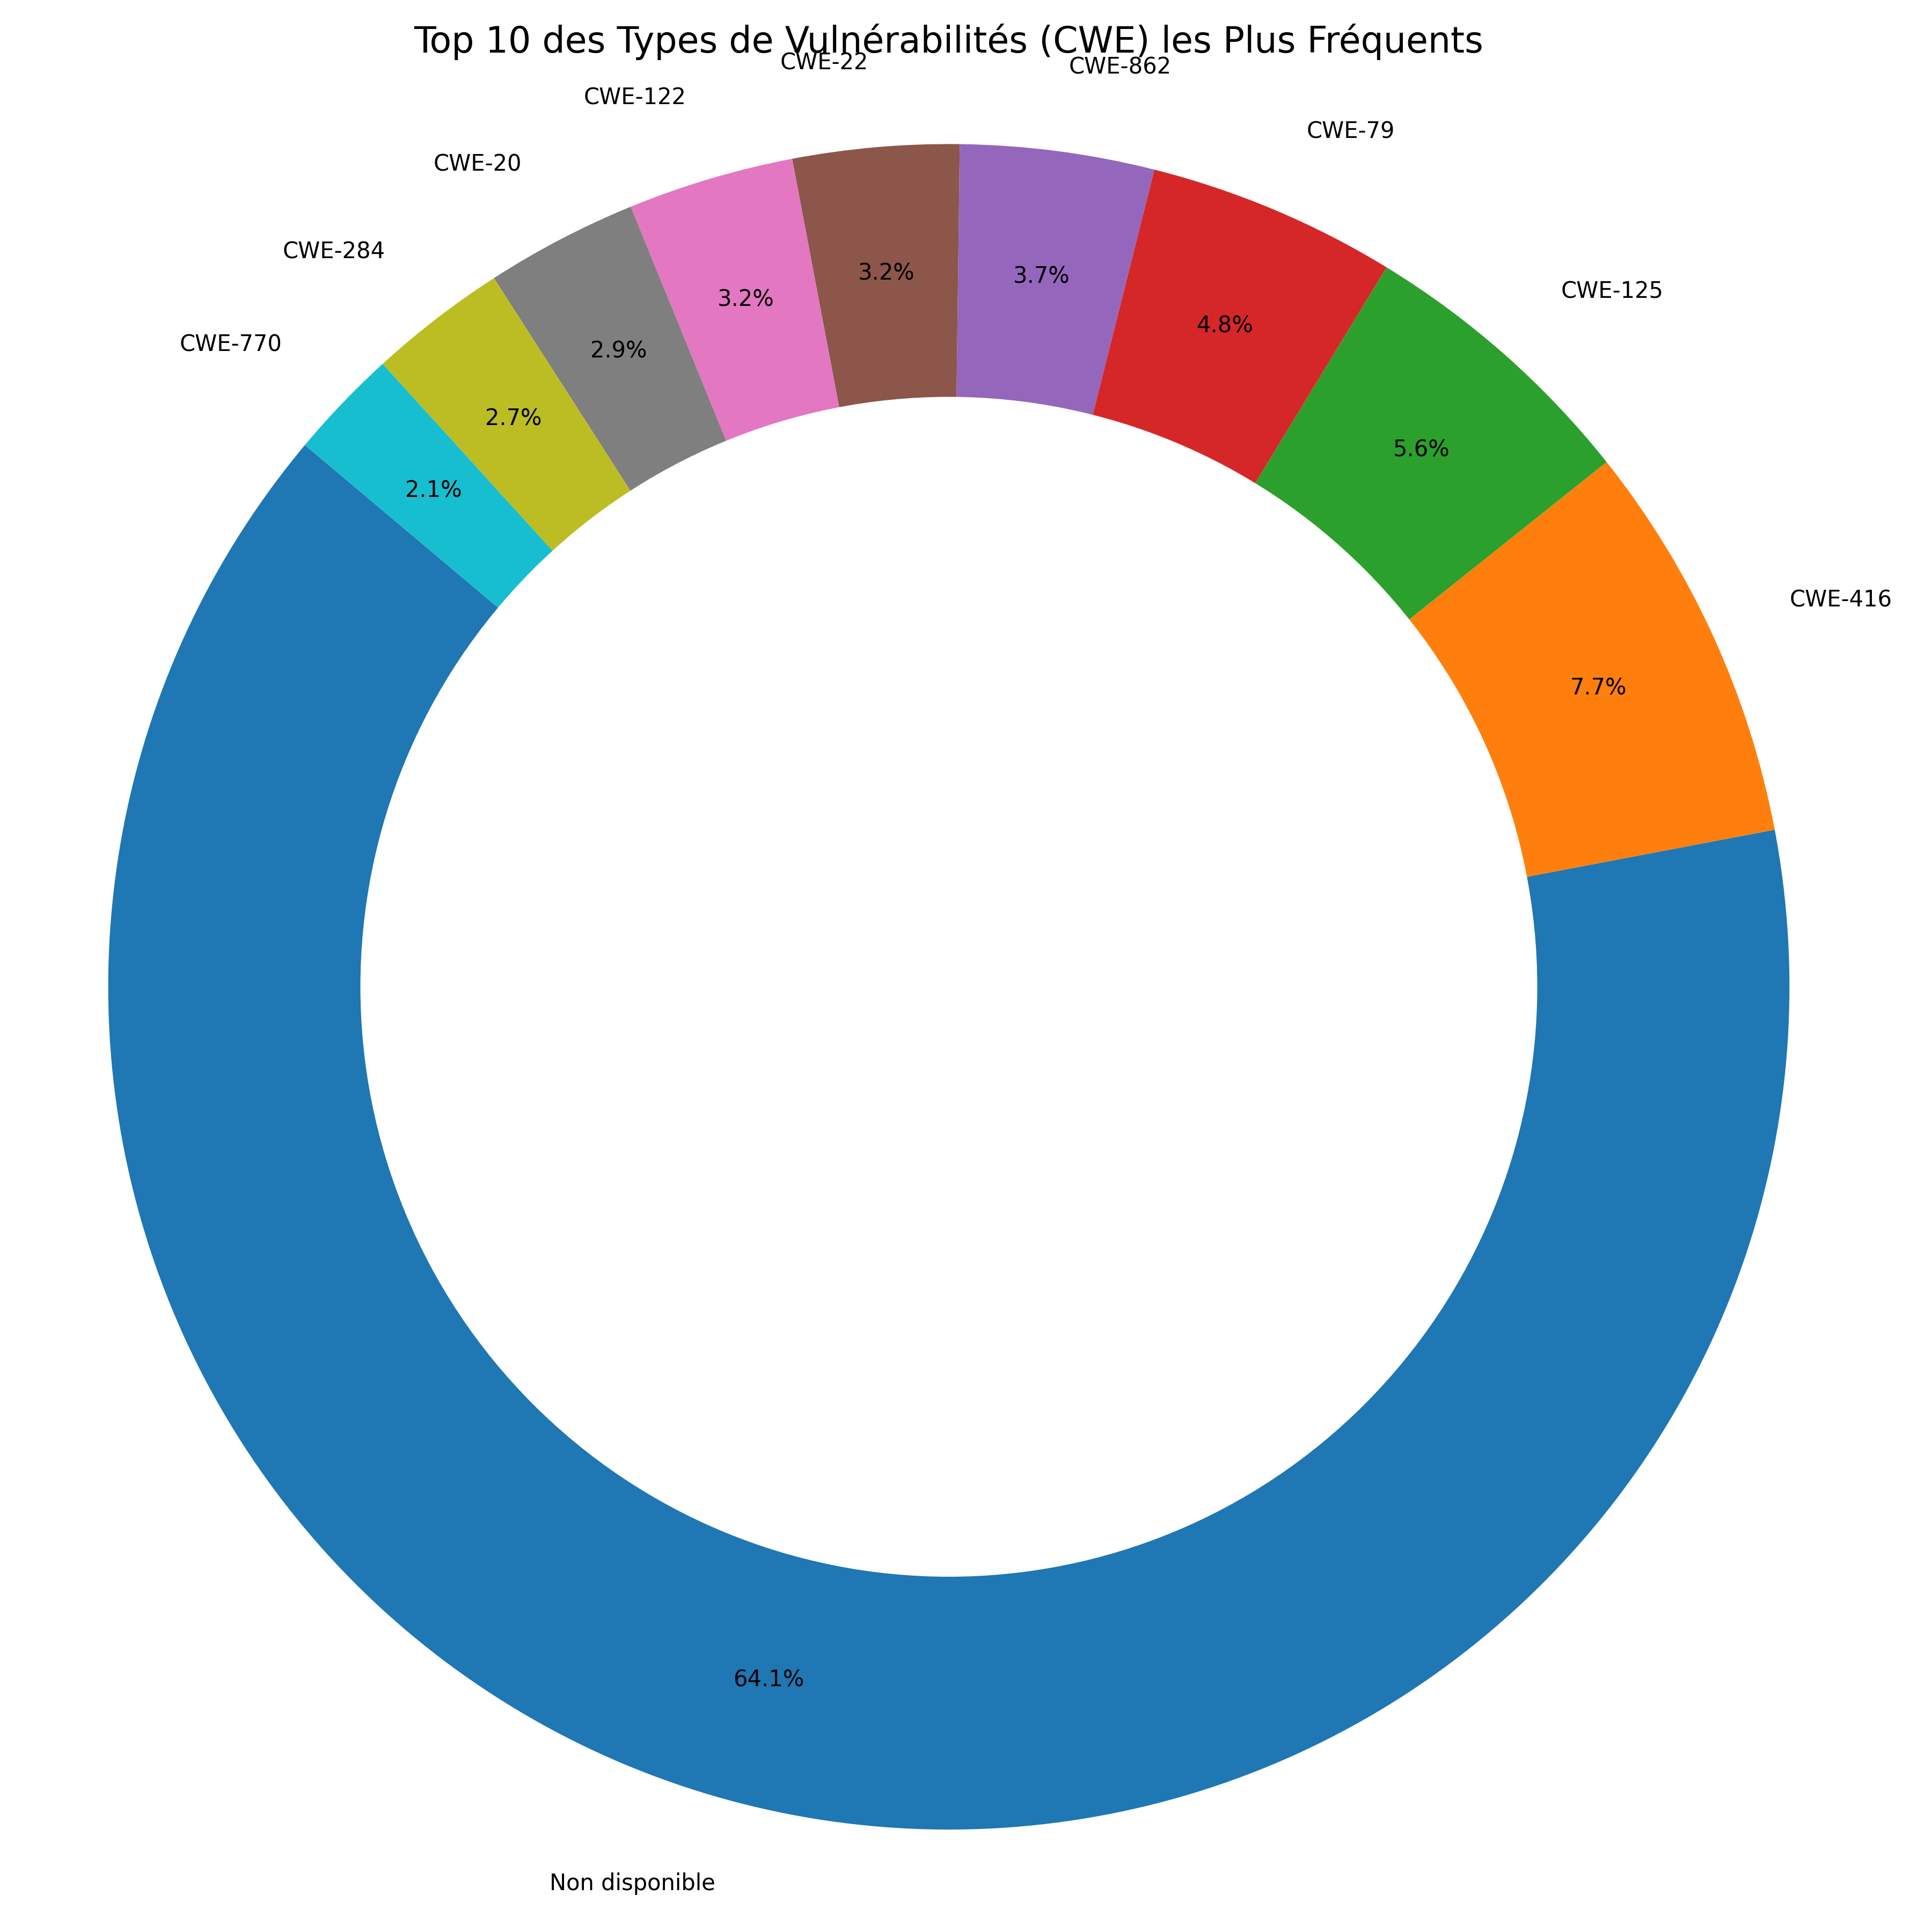 Top 10 des Types de Vulnérabilités (CWE) les Plus Fréquents
CWE-22
CWE-862
CWE-122
CWE-79
CWE-20
CWE-284
CWE-125
CWE-770
CWE-416
3.2%
3.7%
3.2%
4.8%
2.9%
2.7%
5.6%
2.1%
7.7%
64.1%
Non disponible